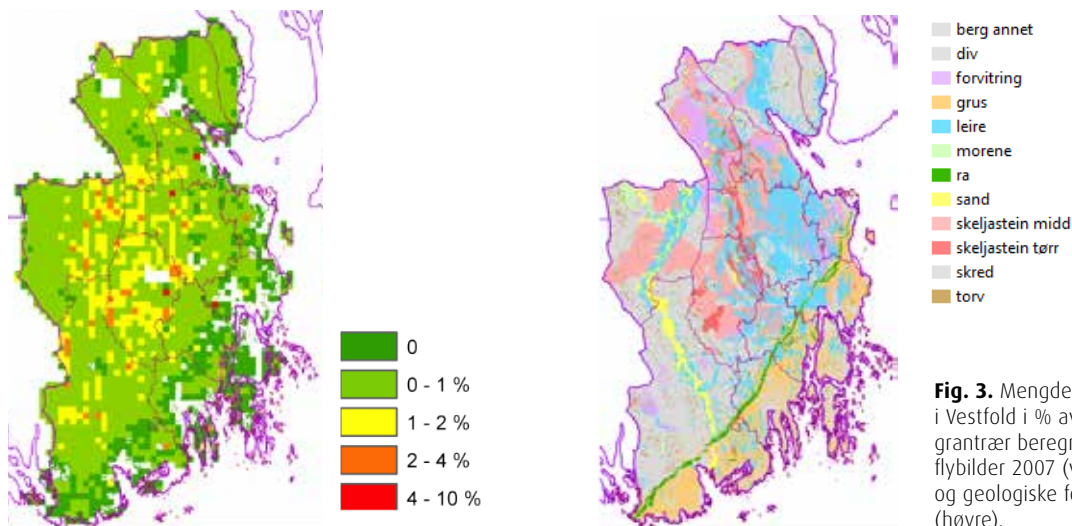 0
0 - 1 %
1 - 2 %
2 - 4 %
4 - 10 %
berg annet
div
forvitring
grus
leire
morene
ra
sand
skeljastein midd
skeljastein tørr
skred
torv
Fig. 3. Mengde
i Vestfold i % av
grantrær beregn
flybilder 2007 (v
og geologiske fo
(høyre).